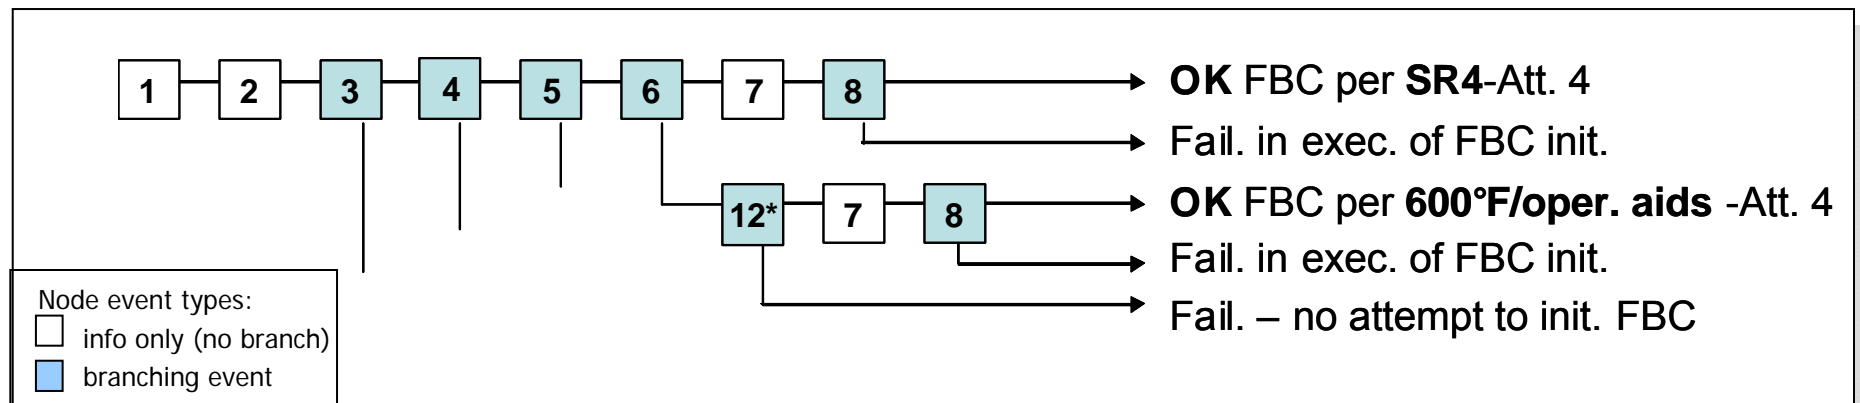 1 2 3 4 5 6 7 8
OK FBC per SR4-Att. 4
Fail. in exec. of FBC init.
12* 7 8
OK FBC per 600°F/oper. aids -Att. 4
Fail. in exec. of FBC init.
Fail. – no attempt to init. FBC
Node event types:
info only (no branch)
branching event